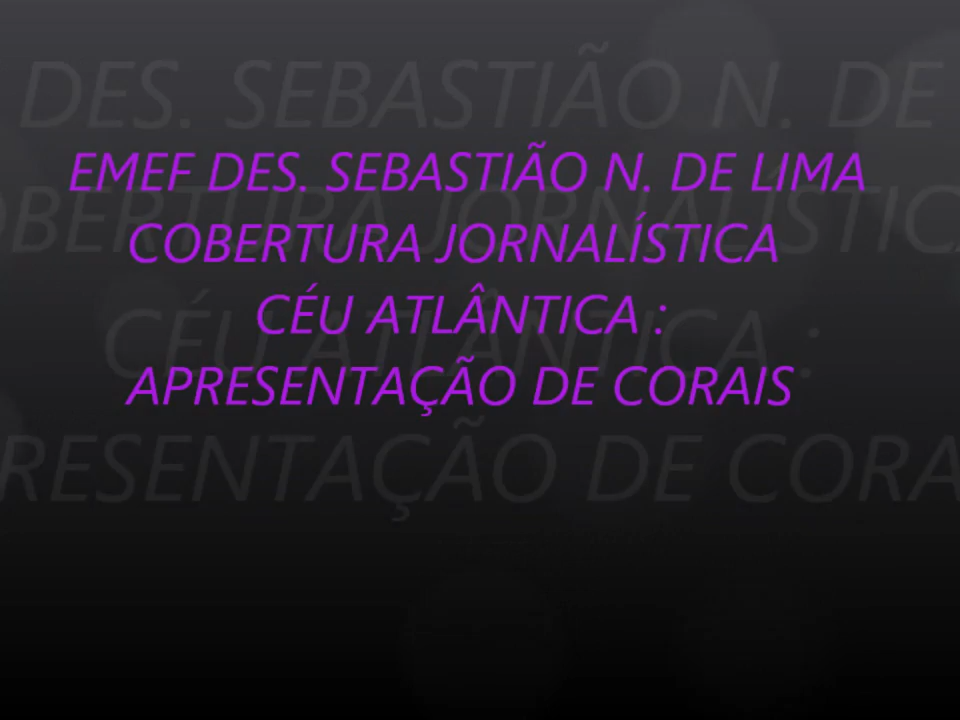 EMEF DES. SEBASTIÃO N. DE LIMA
COBERTURA JORNALÍSTICA
CÉU ATLÂNTICA :
APRESENTAÇÃO DE CORAIS